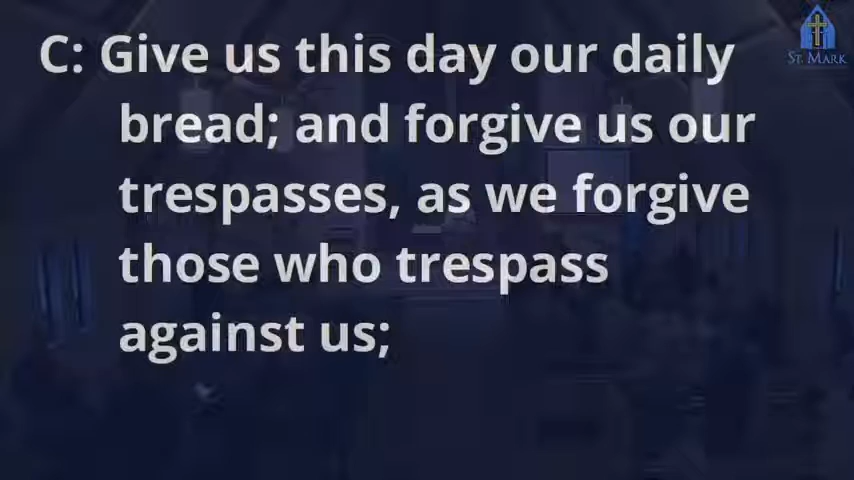 C: Give us this day our daily
bread; and forgive us our
trespasses, as we forgive
those who trespass
against us;
ST. MARK